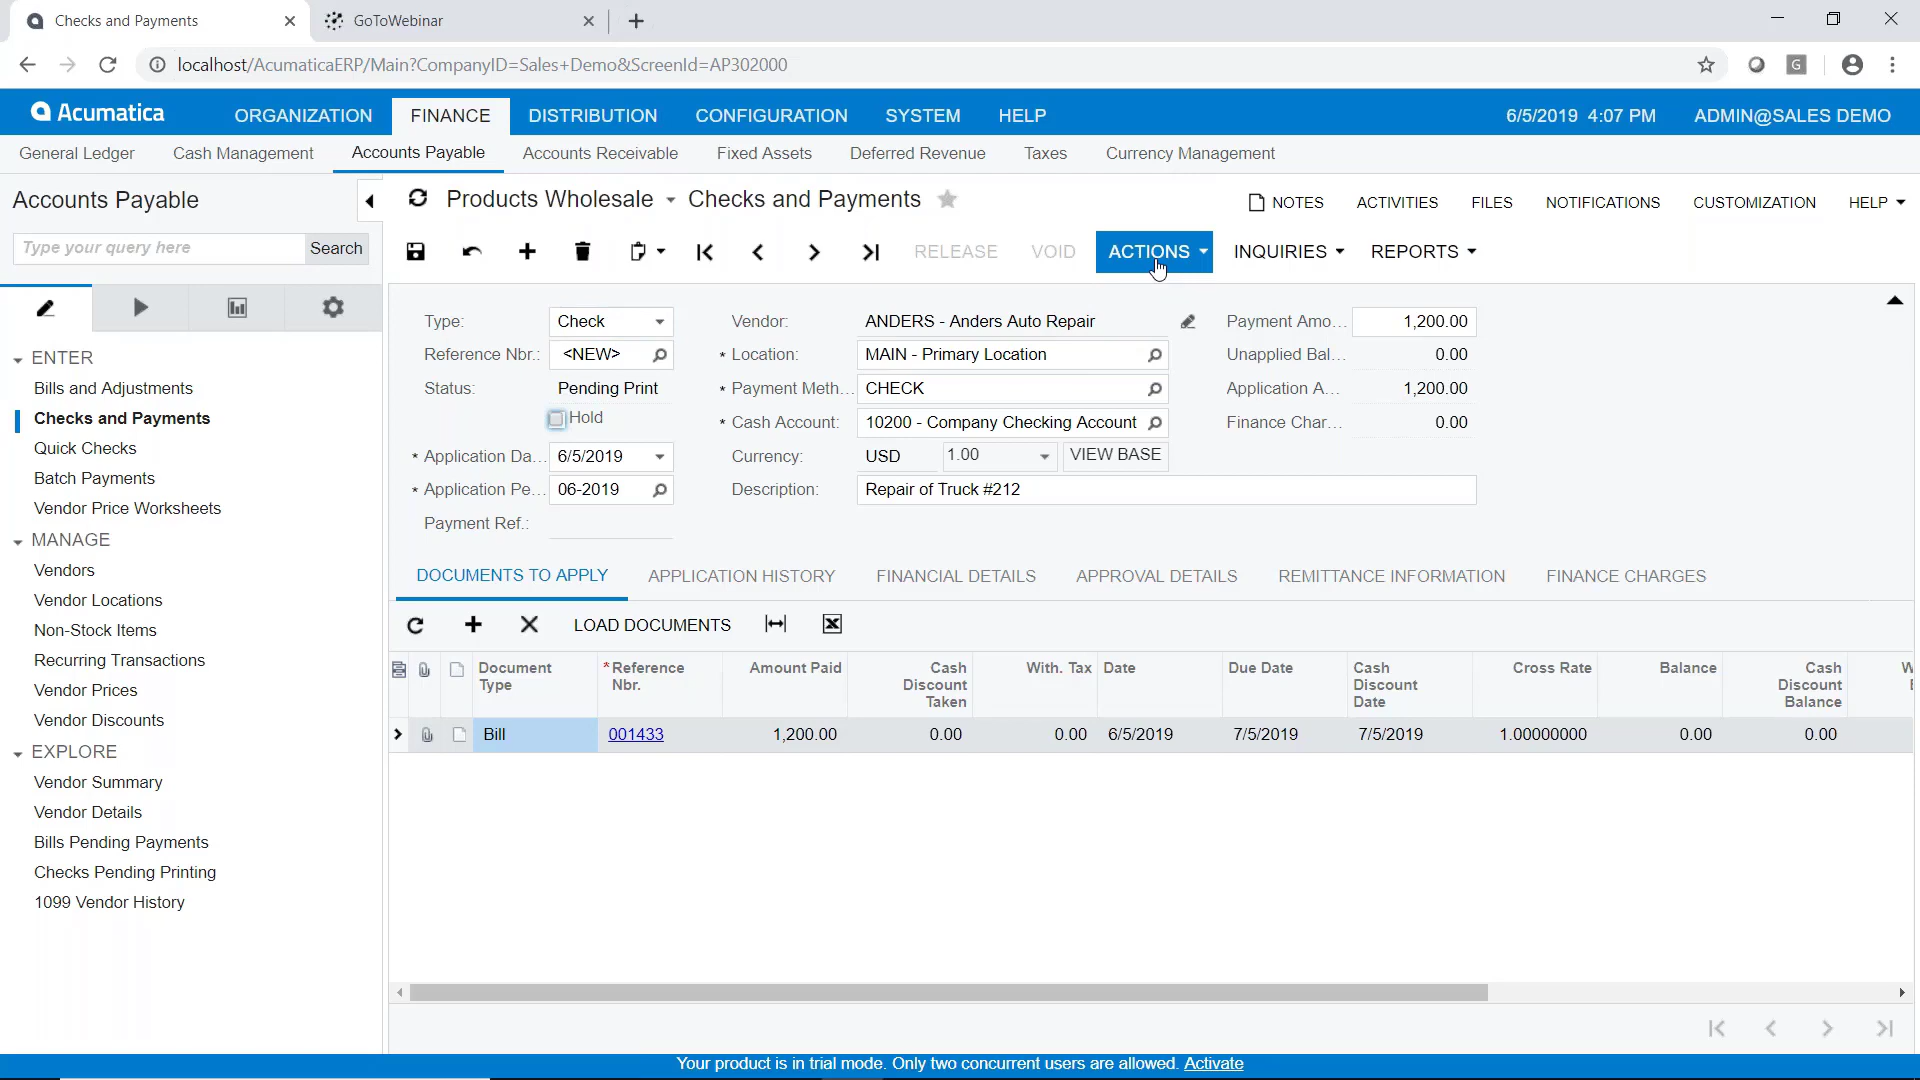 Checks and Payments
GoToWebinar
localhost/AcumaticaERP/Main?CompanyID=Sales+Demo&ScreenId=AP302000
G
Acumatica ORGANIZATION FINANCE DISTRIBUTION CONFIGURATION SYSTEM HELP 6/5/2019 4:07 PM ADMIN@SALES DEMO
General Ledger Cash Management Accounts Payable Accounts Receivable Fixed Assets Deferred Revenue Taxes Currency Management
Accounts Payable
Type your query here Search
ENTER
Bills and Adjustments
Checks and Payments
Quick Checks
Batch Payments
Vendor Price Worksheets
MANAGE
Vendors
Vendor Locations
Non-Stock Items
Recurring Transactions
Vendor Prices
Vendor Discounts
EXPLORE
Vendor Summary
Vendor Details
Bills Pending Payments
Checks Pending Printing
1099 Vendor History
Products Wholesale Checks and Payments
NOTES ACTIVITIES FILES NOTIFICATIONS CUSTOMIZATION HELP
RELEASE VOID ACTIONS INQUIRIES REPORTS
Type: Check Vendor: ANDERS - Anders Auto Repair Payment Amo... 1,200.00
Reference Nbr.: <NEW> * Location: MAIN - Primary Location Unapplied Bal... 0.00
Status: Pending Print * Payment Meth... CHECK Application A... 1,200.00
Hold * Cash Account: 10200 - Company Checking Account Finance Char... 0.00
* Application Da... 6/5/2019 Currency: USD 1.00 VIEW BASE
* Application Pe... 06-2019 Description: Repair of Truck #212
Payment Ref.:
DOCUMENTS TO APPLY APPLICATION HISTORY FINANCIAL DETAILS APPROVAL DETAILS REMITTANCE INFORMATION FINANCE CHARGES
LOAD DOCUMENTS
Document Type *Reference Nbr. Amount Paid Cash Discount Taken With. Tax Date Due Date Cash Discount Date Cross Rate Balance Cash Discount Balance
Bill 001433 1,200.00 0.00 0.00 6/5/2019 7/5/2019 7/5/2019 1.00000000 0.00 0.00
Your product is in trial mode. Only two concurrent users are allowed. Activate